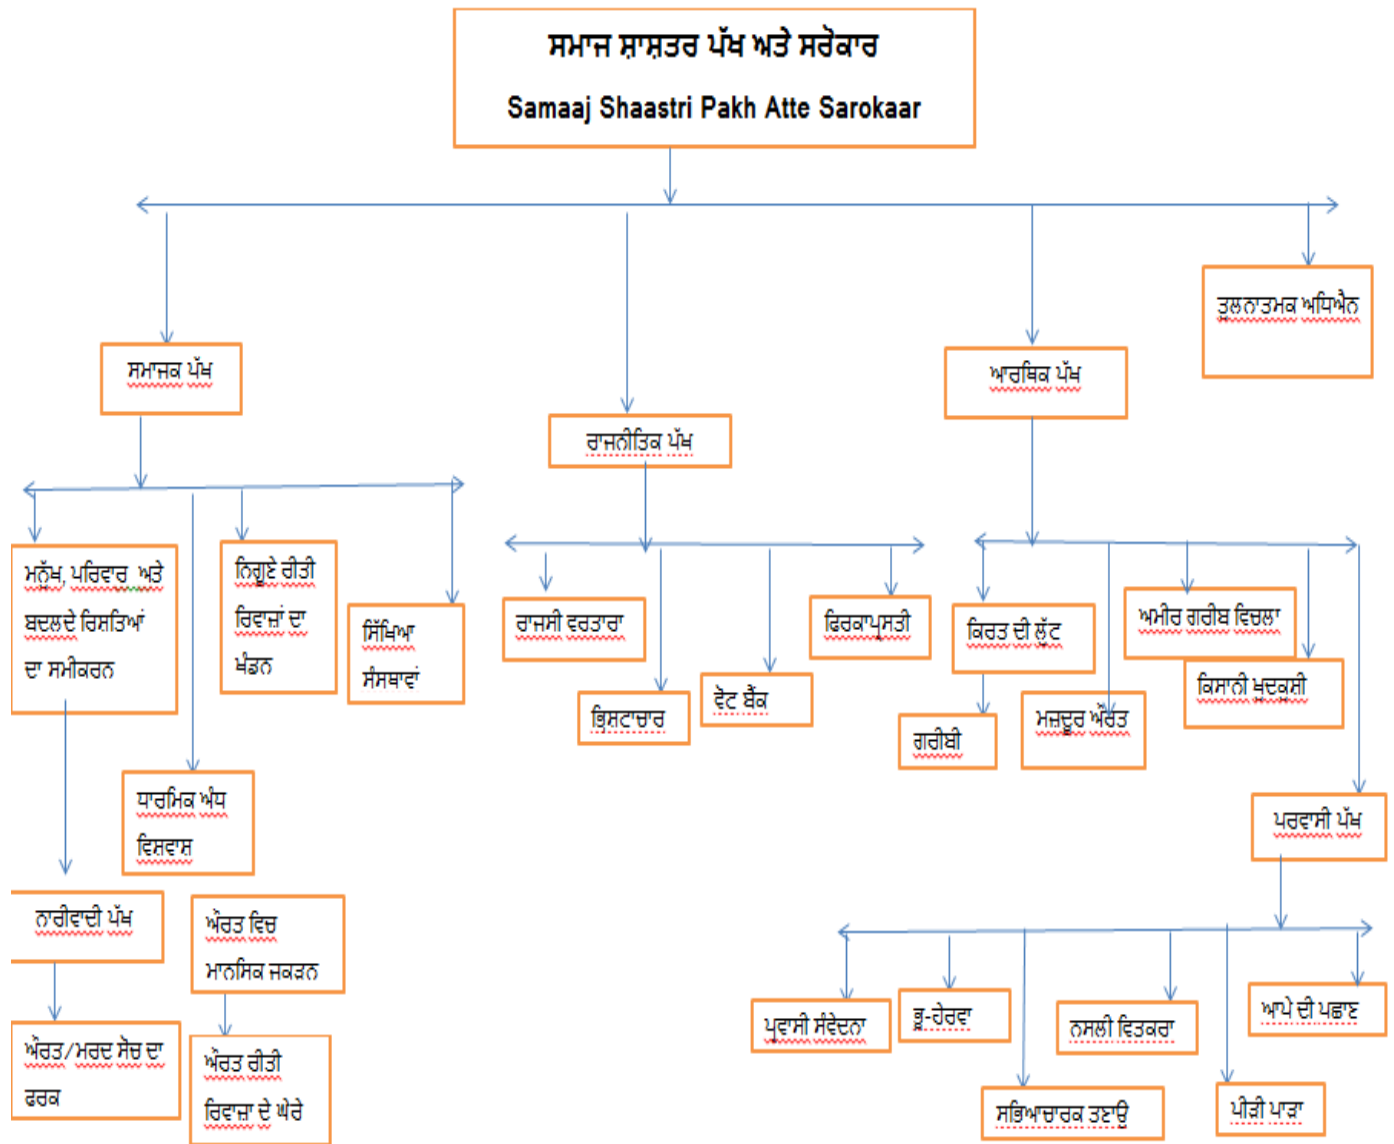 ਸਮਾਜ ਸ਼ਾਸ਼ਤਰ ਪੱਖ ਅਤੇ ਸਰੋਕਾਰ
Samaaj Shaastri Pakh Atte Sarokaar
ਤੁਲਨਾਤਮਕ ਅਧਿਐਨ
ਸਮਾਜਕ ਪੱਖ
ਆਰਥਿਕ ਪੱਖ
ਰਾਜਨੀਤਿਕ ਪੱਖ
ਮਨੁੱਖ, ਪਰਿਵਾਰ ਅਤੇ
ਬਦਲਦੇ ਰਿਸ਼ਤਿਆਂ
ਦਾ ਸਮੀਕਰਨ
ਨਿਗੂਣੇ ਰੀਤੀ
ਰਿਵਾਜ਼ਾਂ ਦਾ
ਖੰਡਨ
ਸਿੱਖਿਆ
ਸੰਸਥਾਵਾਂ
ਰਾਜਸੀ ਵਰਤਾਰਾ
ਫਿਰਕਾਪ੍ਰਸਤੀ
ਕਿਰਤ ਦੀ ਲੁੱਟ
ਅਮੀਰ ਗਰੀਬ ਵਿਚਲਾ
ਕਿਸਾਨੀ ਖੁਦਕੁਸ਼ੀ
ਭ੍ਰਿਸ਼ਟਾਚਾਰ
ਵੋਟ ਬੈਂਕ
ਗਰੀਬੀ
ਮਜ਼ਦੂਰ ਔਰਤ
ਧਾਰਮਿਕ ਅੰਧ
ਵਿਸ਼ਵਾਸ਼
ਪਰਵਾਸੀ ਪੱਖ
ਨਾਰੀਵਾਦੀ ਪੱਖ
ਔਰਤ ਵਿਚ
ਮਾਨਸਿਕ ਜਕੜਨ
ਪ੍ਰਵਾਸੀ ਸੰਵੇਦਨਾ
ਭੂ-ਹੇਰਵਾ
ਨਸਲੀ ਵਿਤਕਰਾ
ਆਪੇ ਦੀ ਪਛਾਣ
ਔਰਤ/ਮਰਦ ਸੋਚ ਦਾ
ਫਰਕ
ਔਰਤ ਰੀਤੀ
ਰਿਵਾਜ਼ਾ ਦੇ ਘੇਰੇ
ਸਭਿਆਚਾਰਕ ਤਣਾਉ
ਪੀੜੀ ਪਾੜਾ